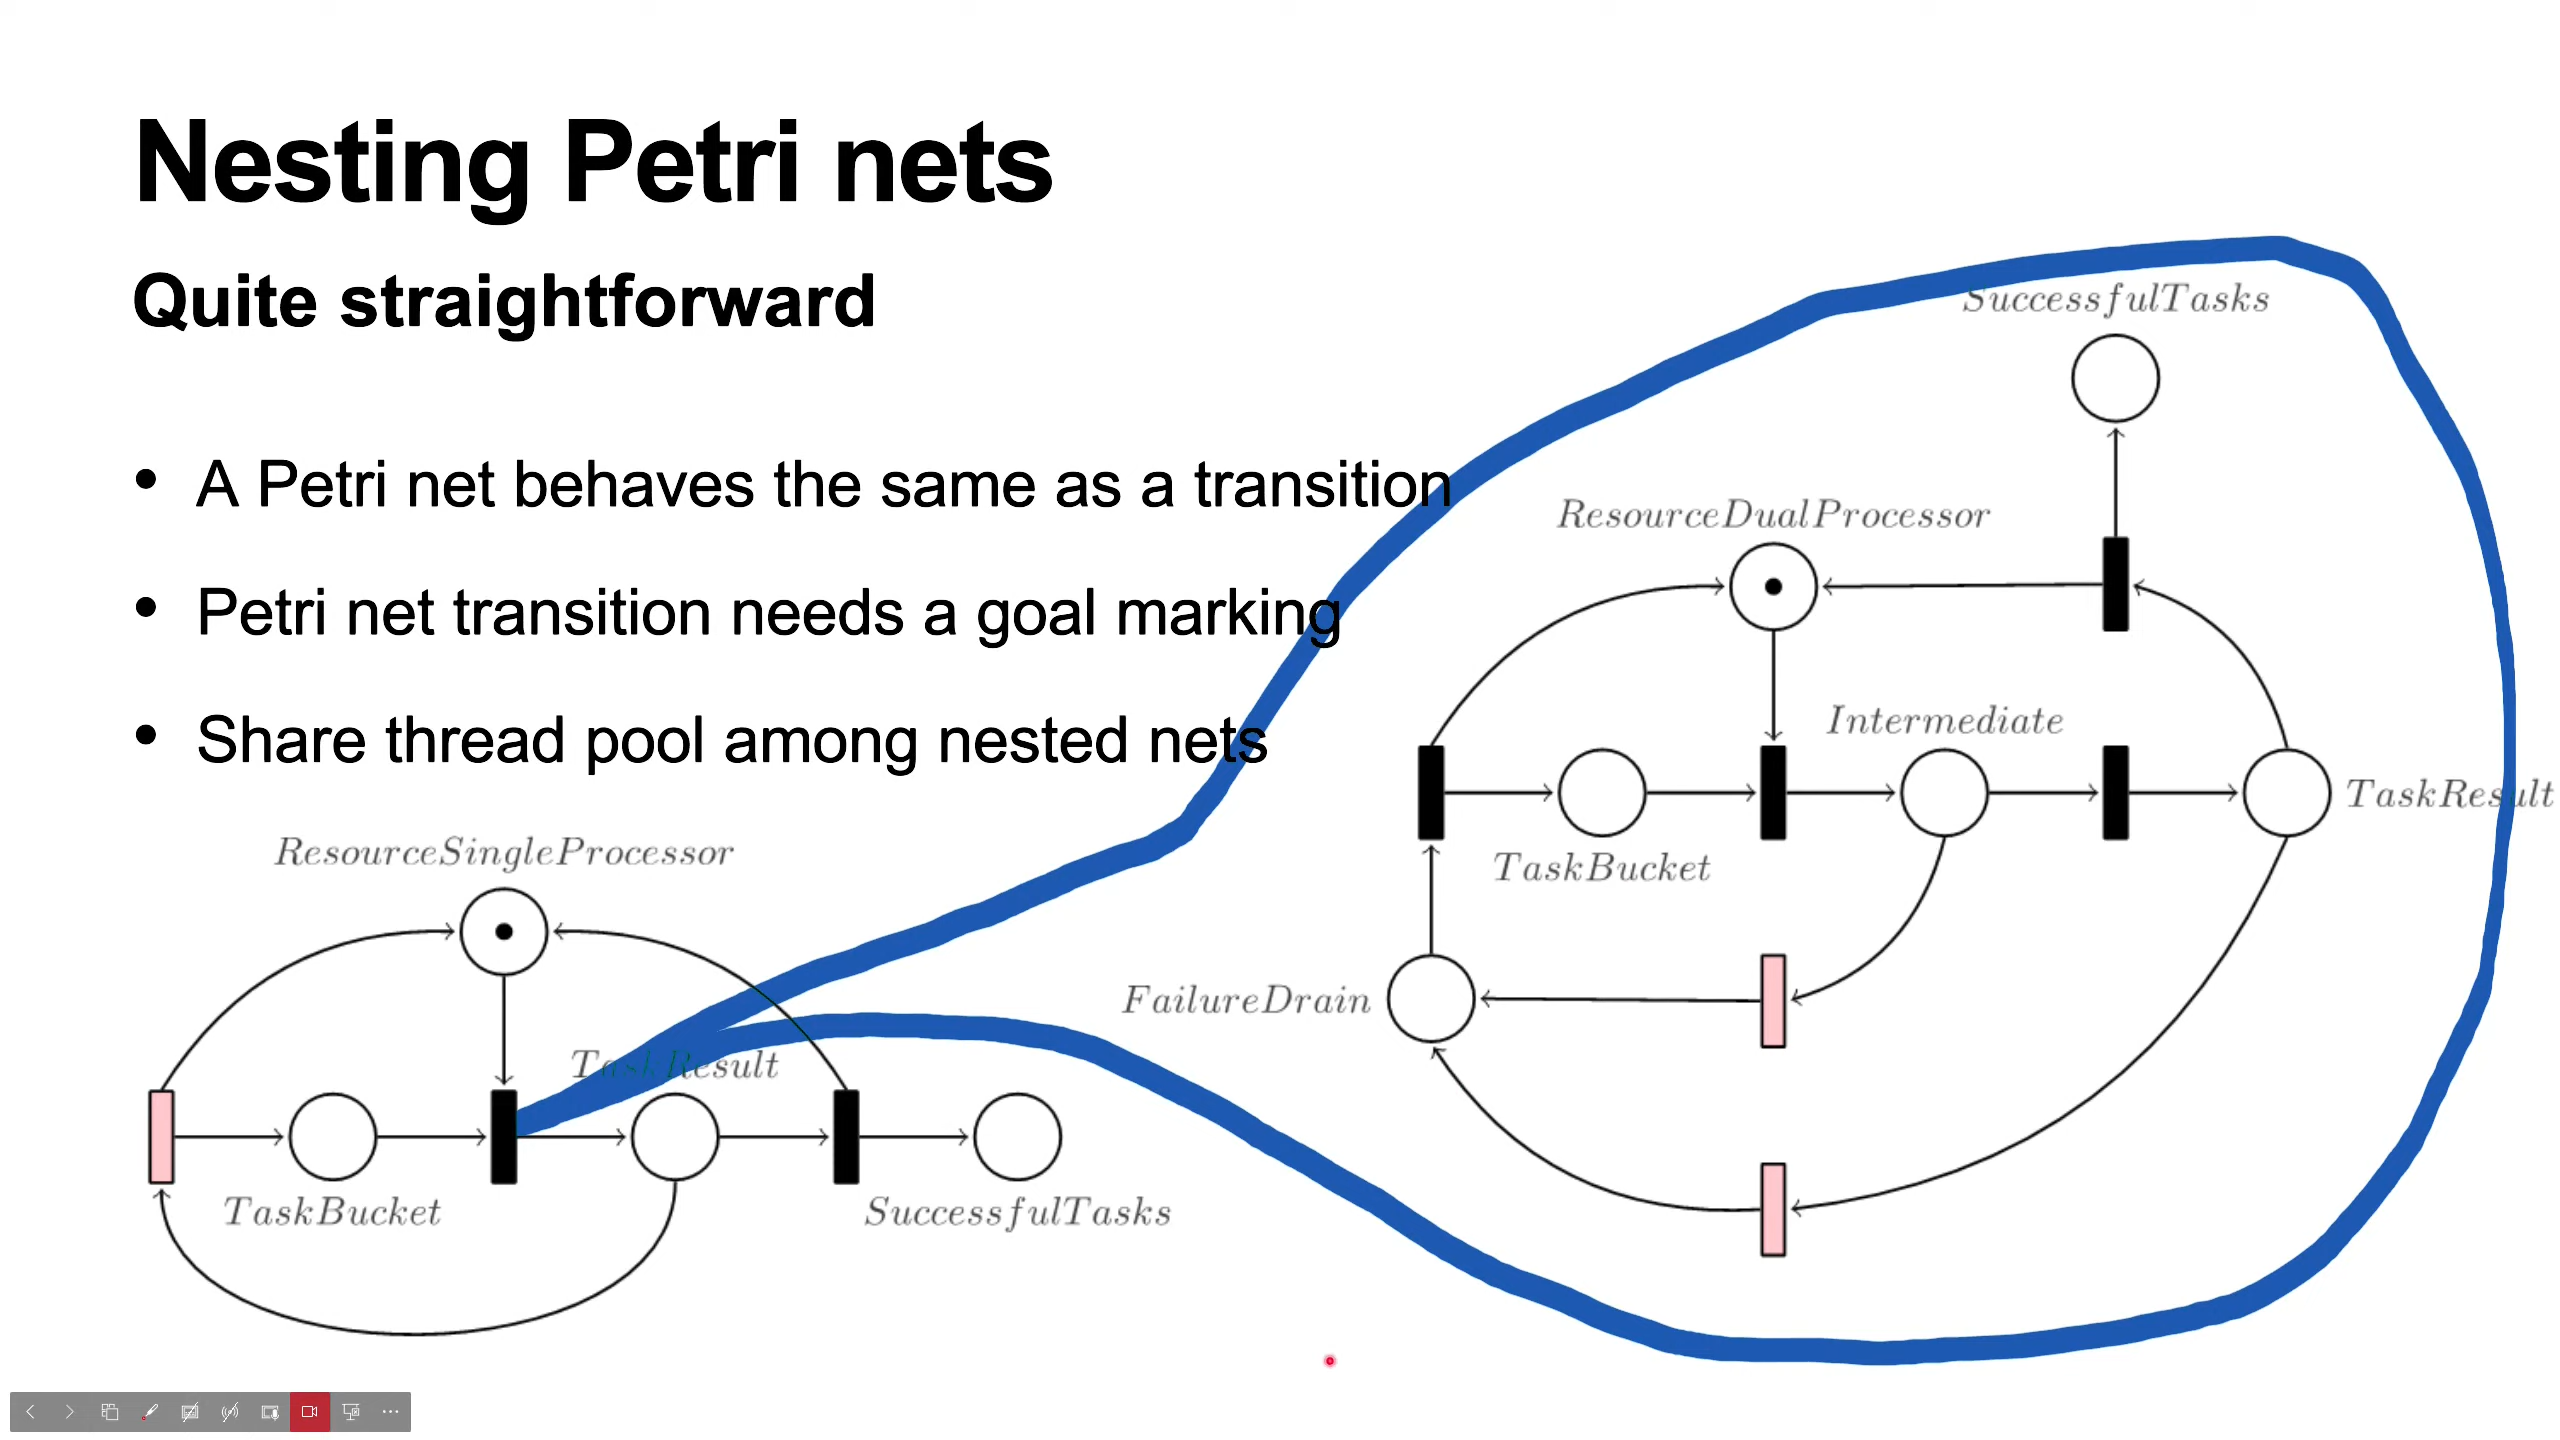 Nesting Petri nets
Quite straightforward
• A Petri net behaves the same as a transition
• Petri net transition needs a goal marking
• Share thread pool among nested nets
ResourceSingleProcessor
TaskResult
TaskBucket
SuccessfulTasks
SuccessfulTasks
ResourceDualProcessor
Intermediate
TaskResult
TaskBucket
FailureDrain